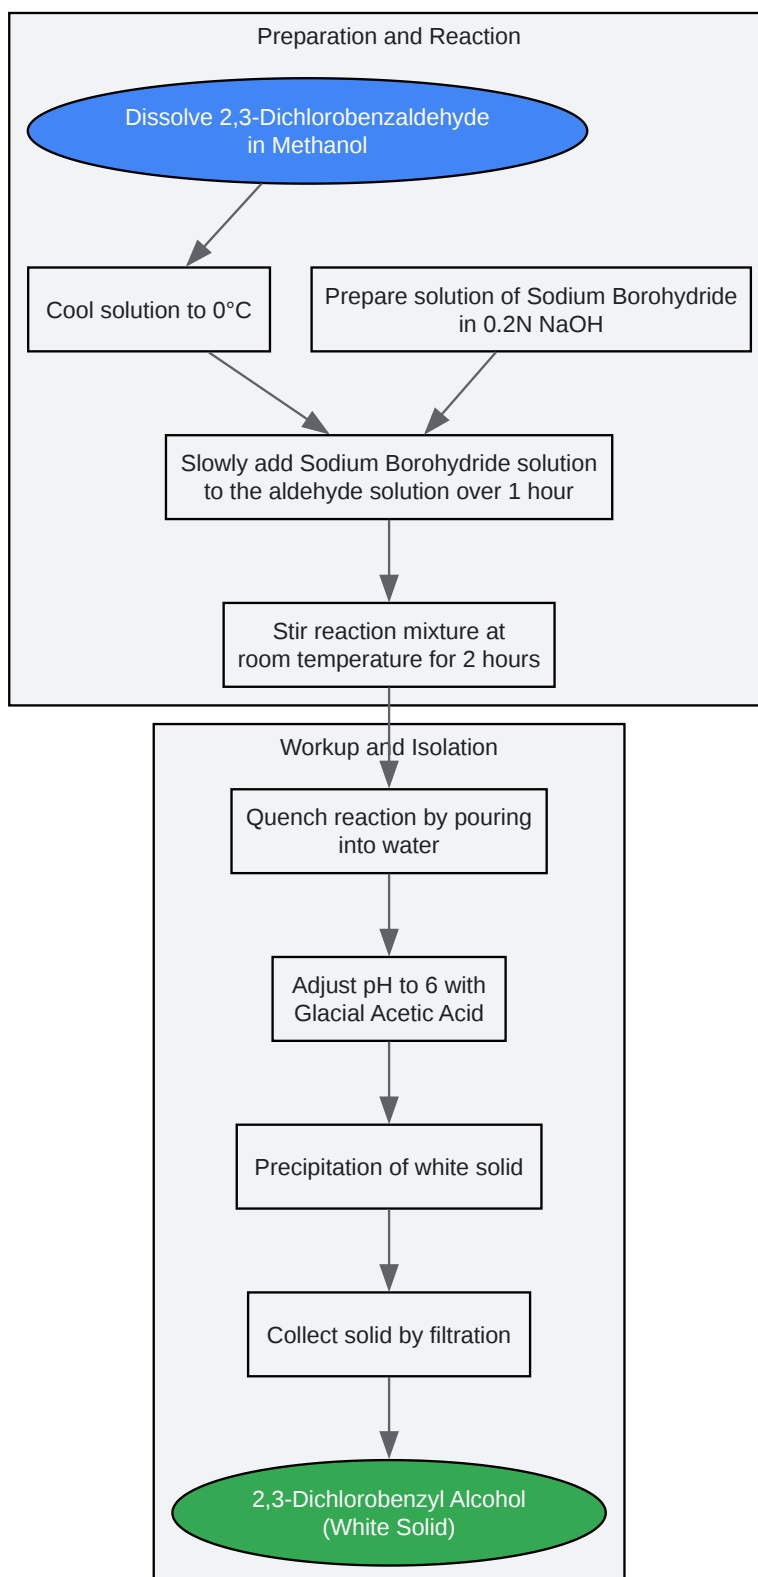 Preparation and Reaction
Dissolve 2,3-Dichlorobenzaldehyde
in Methanol
Cool solution to 0°C
Prepare solution of Sodium Borohydride
in 0.2N NaOH
Slowly add Sodium Borohydride solution
to the aldehyde solution over 1 hour
Stir reaction mixture at
room temperature for 2 hours
Workup and Isolation
Quench reaction by pouring
into water
Adjust pH to 6 with
Glacial Acetic Acid
Precipitation of white solid
Collect solid by filtration
2,3-Dichlorobenzyl Alcohol
(White Solid)